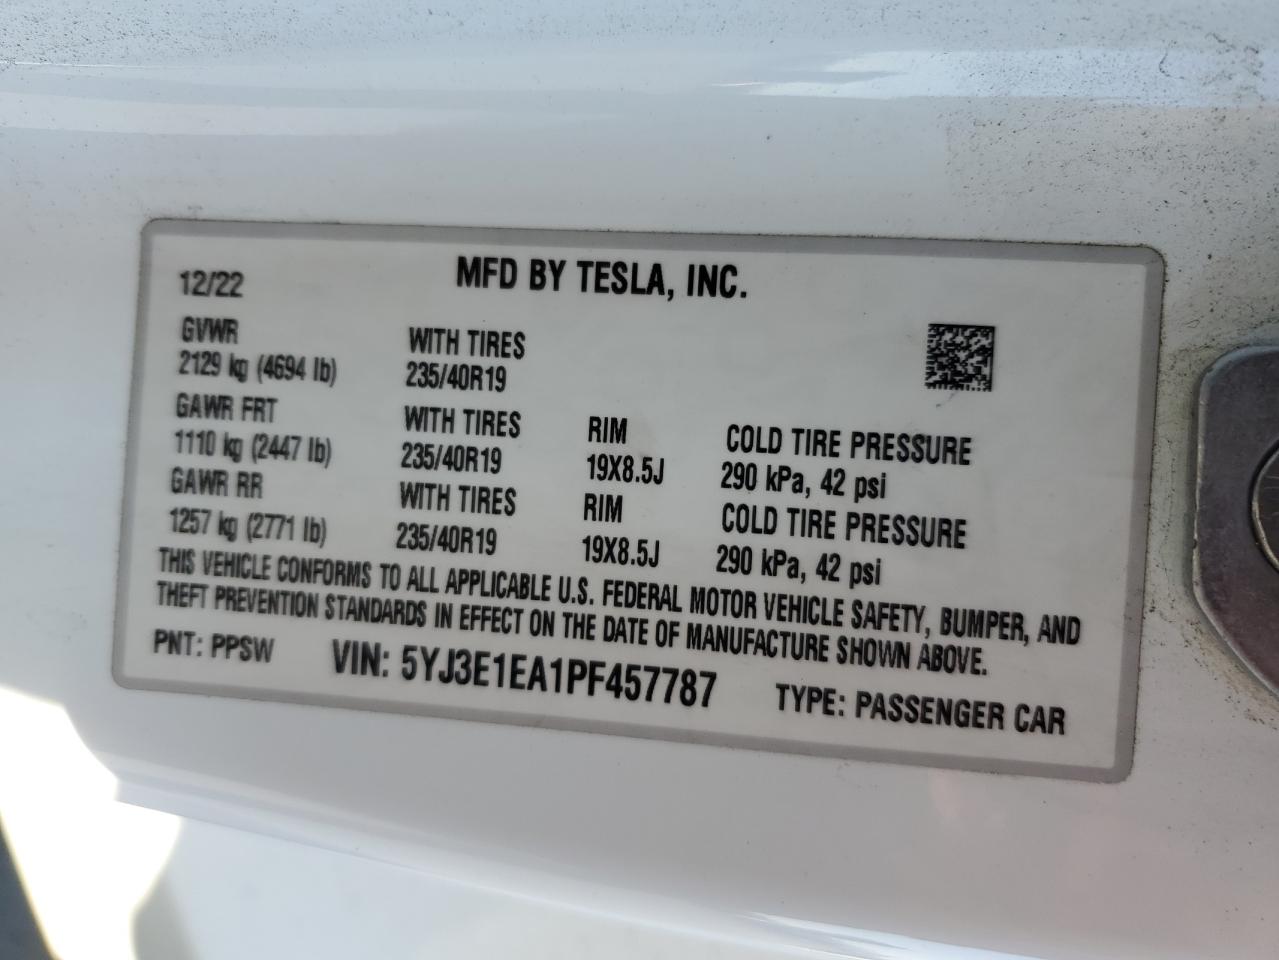 12/22 MFD BY TESLA, INC.
GVWR WITH TIRES
2129 kg (4694 lb) 235/40R19
GAWR FRT WITH TIRES RIM COLD TIRE PRESSURE
1110 kg (2447 lb) 235/40R19 19X8.5J 290 kPa, 42 psi
GAWR RR WITH TIRES RIM COLD TIRE PRESSURE
1257 kg (2771 lb) 235/40R19 19X8.5J 290 kPa, 42 psi
THIS VEHICLE CONFORMS TO ALL APPLICABLE U.S. FEDERAL MOTOR VEHICLE SAFETY, BUMPER, AND
THEFT PREVENTION STANDARDS IN EFFECT ON THE DATE OF MANUFACTURE SHOWN ABOVE.
PNT: PPSW VIN: 5YJ3E1EA1PF457787 TYPE: PASSENGER CAR